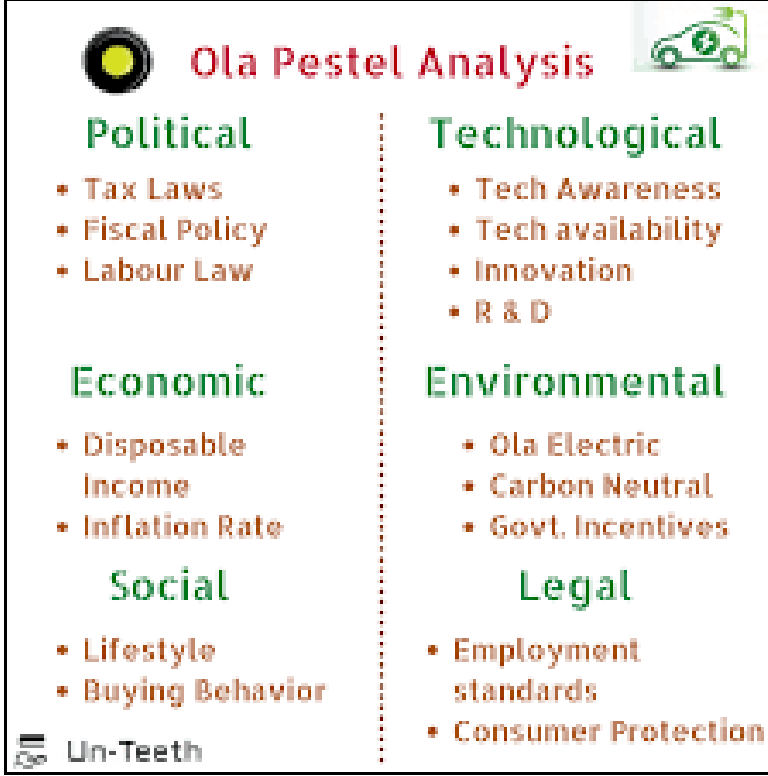 Ola Pestel Analysis
Political
• Tax Laws
• Fiscal Policy
• Labour Law
Economic
• Disposable
Income
• Inflation Rate
Social
• Lifestyle
• Buying Behavior
Technological
• Tech Awareness
• Tech availability
• Innovation
• R & D
Environmental
• Ola Electric
• Carbon Neutral
• Govt. Incentives
Legal
• Employment
standards
• Consumer Protection
Un-Teeth